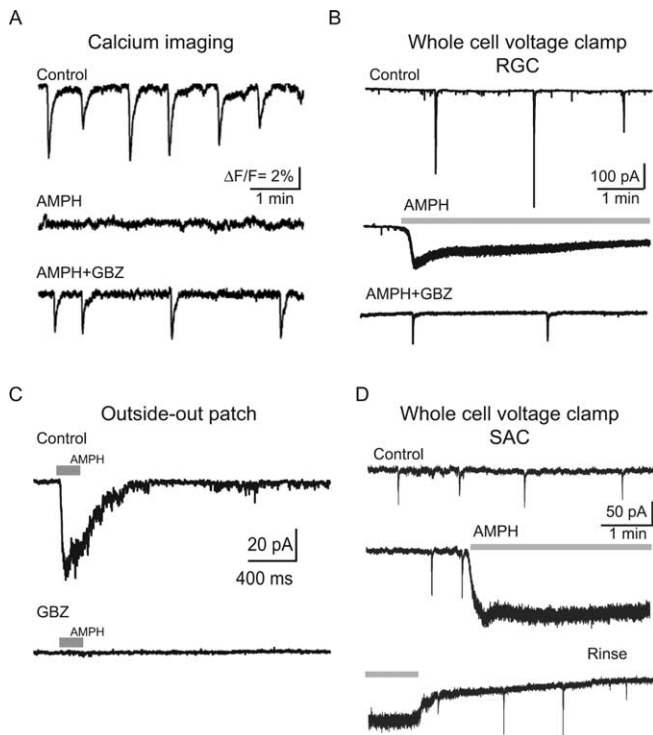 A
Calcium imaging
Control
ΔF/F= 2%
1 min
AMPH
AMPH+GBZ
B
Whole cell voltage clamp
RGC
Control
100 pA
1 min
AMPH
AMPH+GBZ
C
Outside-out patch
Control
AMPH
20 pA
400 ms
GBZ
AMPH
D
Whole cell voltage clamp
SAC
Control
50 pA
1 min
AMPH
Rinse